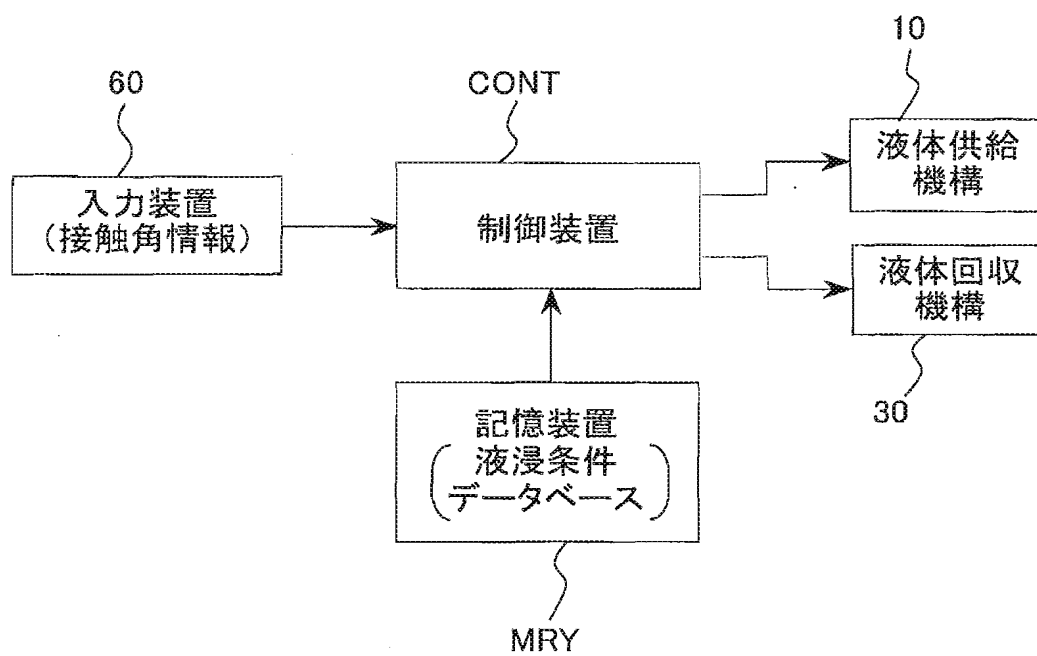 10
60
CONT
液体供給
機構
入力装置
(接触角情報)
制御装置
液体回収
機構
30
記憶装置
液浸条件
データベース
MRY